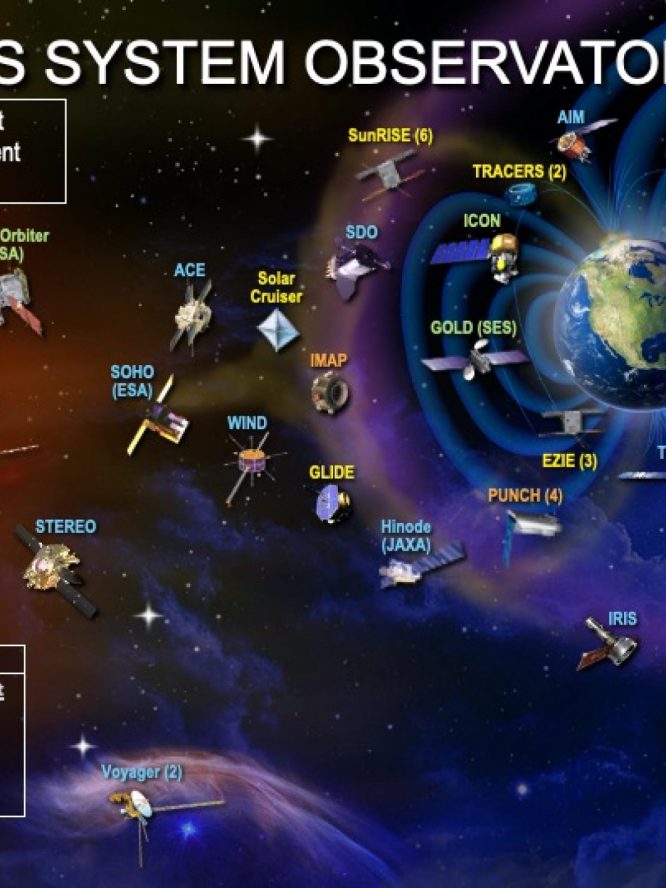 S SYSTEM OBSERVATO
t
ent
AIM
SunRISE (6)
TRACERS (2)
ICON
Orbiter
SA)
SDO
ACE
Solar
Cruiser
GOLD (SES)
IMAP
SOHO
(ESA)
WIND
EZIE (3)
T
GLIDE
PUNCH (4)
STEREO
Hinode
(JAXA)
IRIS
t
Voyager (2)